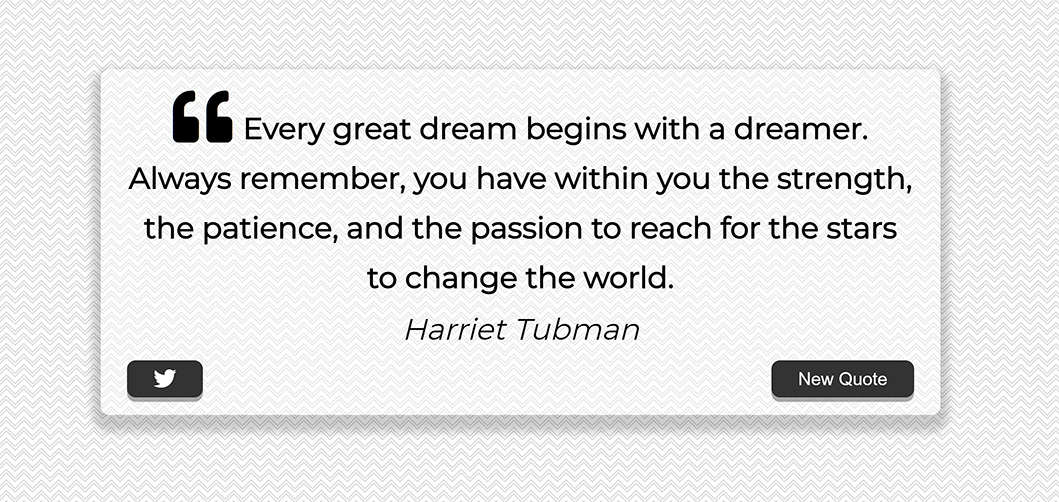 “ Every great dream begins with a dreamer.
Always remember, you have within you the strength,
the patience, and the passion to reach for the stars
to change the world.
Harriet Tubman
New Quote